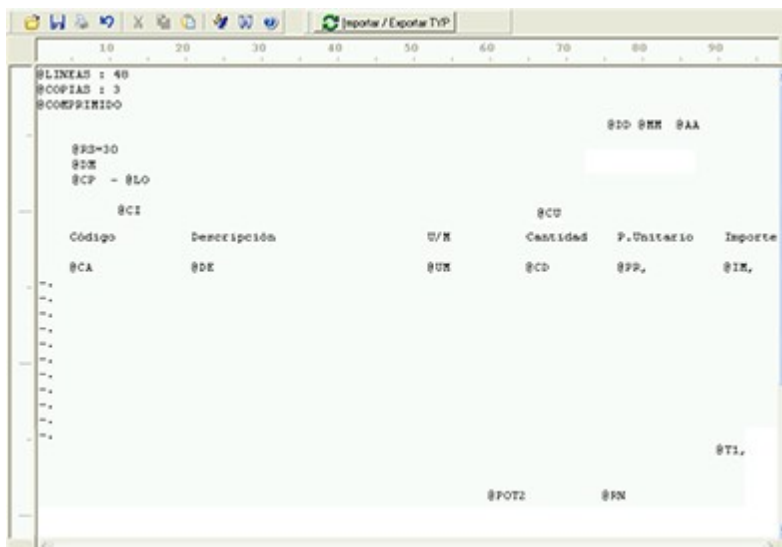 Importar / Exportar TYP
10 20 30 40 50 60 70 80 90
@LINEAS : 48
@COPIAS : 3
@COMPRIMIDO
@DD @MM @AA
@RS=30
@DM
@CP - @LO
@CI @CU
Código Descripción U/M Cantidad P.Unitario Importe
@CA @DE @UM @CD @PP, @IM,
-.
-.
-.
-.
-.
-.
-.
-.
-.
-.
-.
@T1,
@POT2 @RN